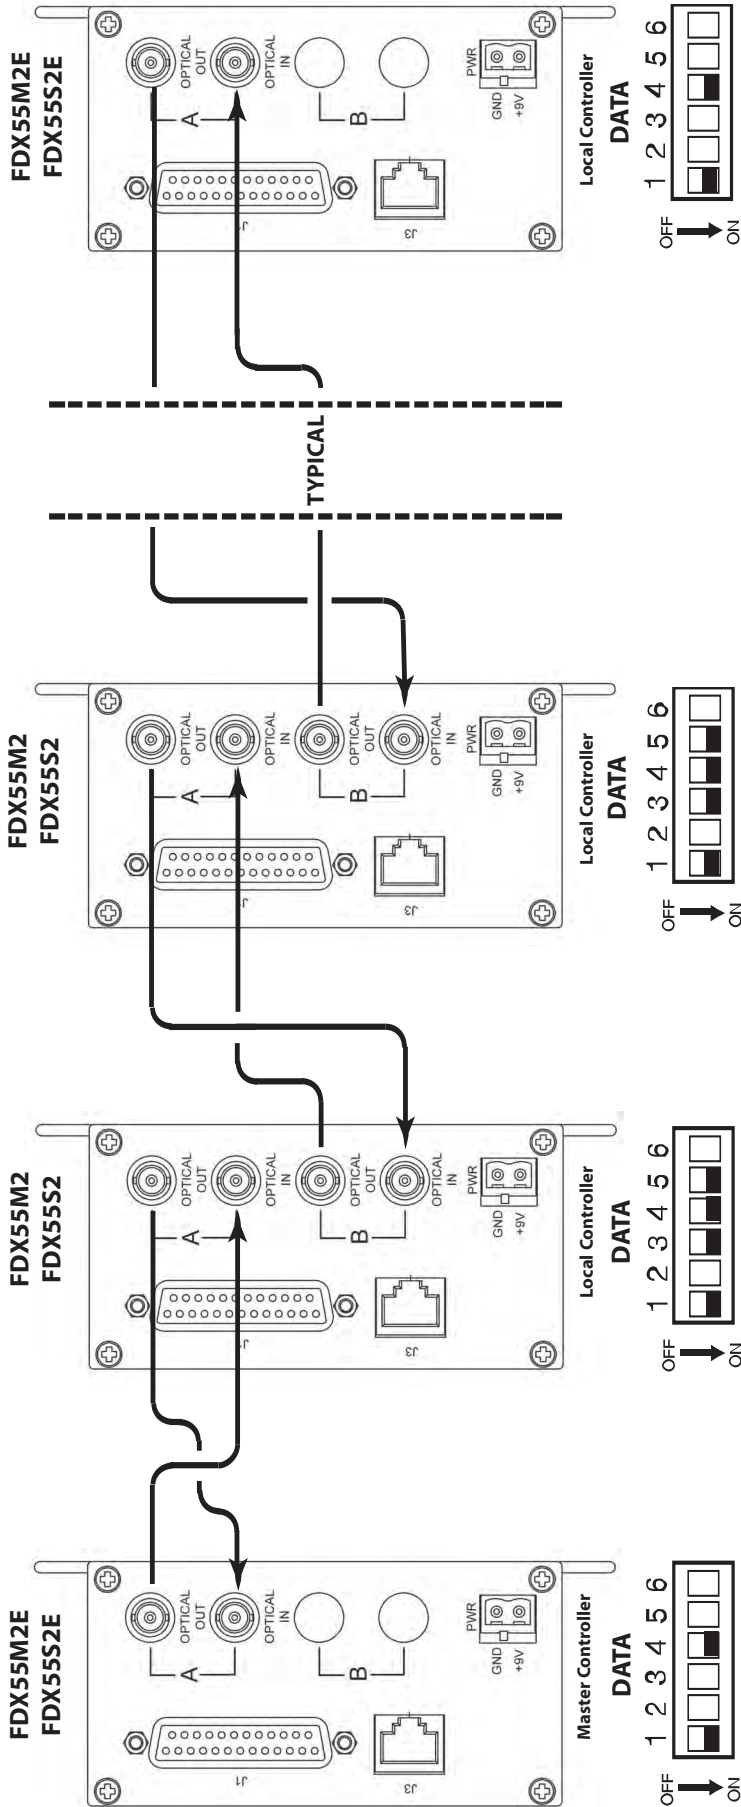 FDX55M2E
FDX55S2E
J1
A
OPTICAL
OUT
OPTICAL
IN
B
J3
PWR
GND
+9V
Master Controller
DATA
1 2 3 4 5 6
OFF
ON
FDX55M2
FDX55S2
A
OPTICAL
OUT
OPTICAL
IN
B
OPTICAL
OUT
OPTICAL
IN
J3
PWR
GND
+9V
Local Controller
DATA
1 2 3 4 5 6
OFF
ON
FDX55M2
FDX55S2
A
OPTICAL
OUT
OPTICAL
IN
B
OPTICAL
OUT
OPTICAL
IN
J3
PWR
GND
+9V
Local Controller
DATA
1 2 3 4 5 6
OFF
ON
TYPICAL
FDX55M2E
FDX55S2E
A
OPTICAL
OUT
OPTICAL
IN
B
J3
PWR
GND
+9V
Local Controller
DATA
1 2 3 4 5 6
OFF
ON